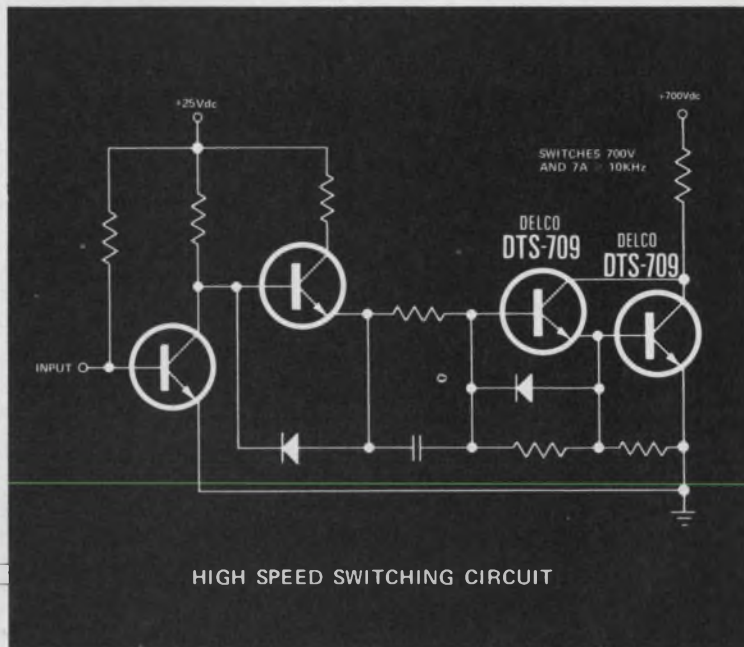 +25Vdc
+700Vdc
SWITCHES 700V
AND 7A 10KHz
DELCO
DTS-709
DELCO
DTS-709
INPUT
HIGH SPEED SWITCHING CIRCUIT